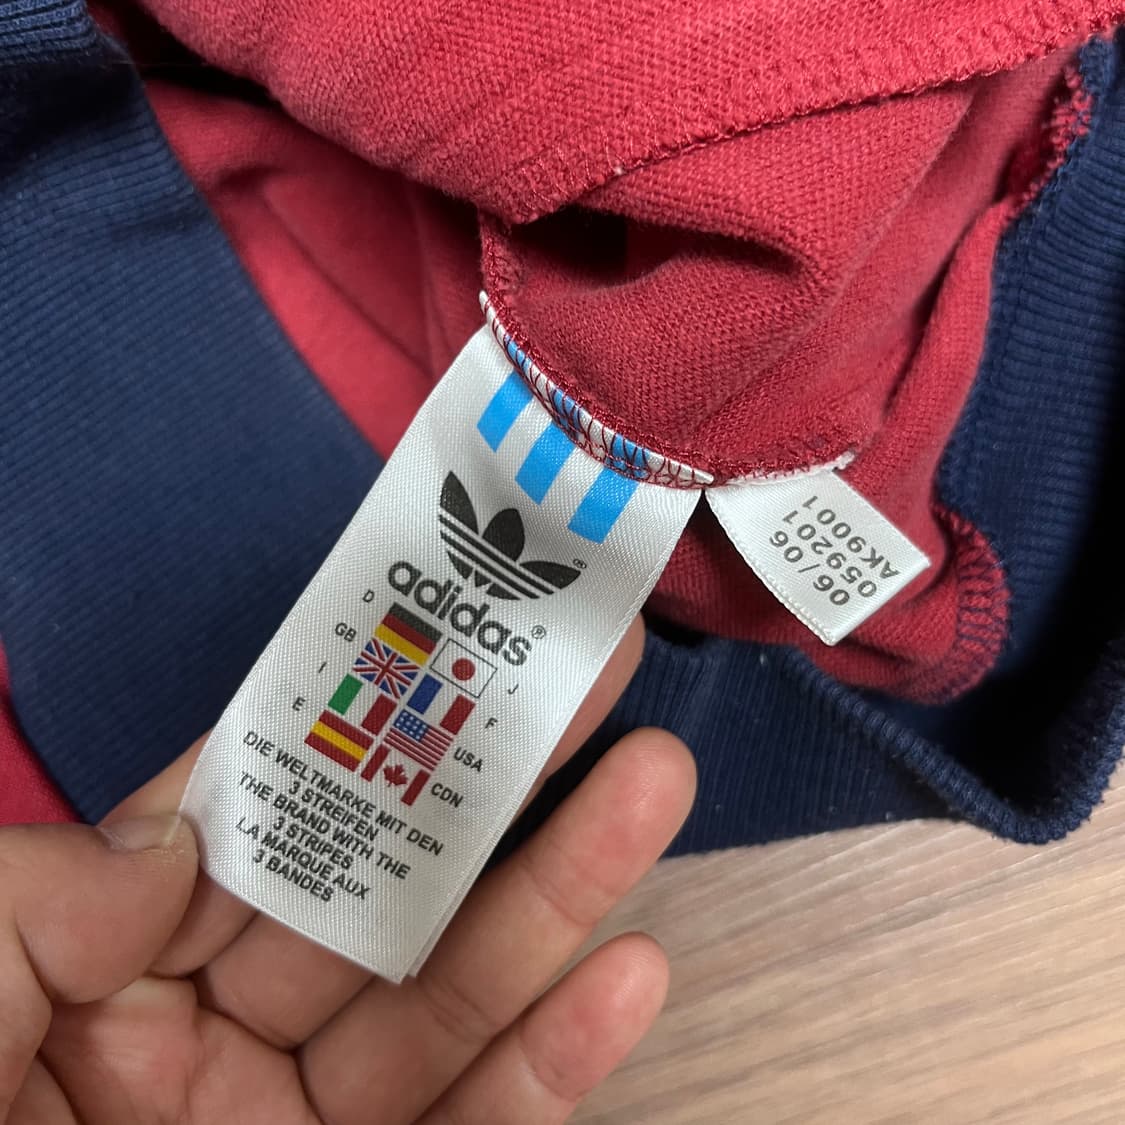 adidas®
®
D
GB
I
E
J
F
USA
CDN
DIE WELTMARKE MIT DEN
3 STREIFEN
THE BRAND WITH THE
3 STRIPES
LA MARQUE AUX
3 BANDES
06/06
059201
AK9001